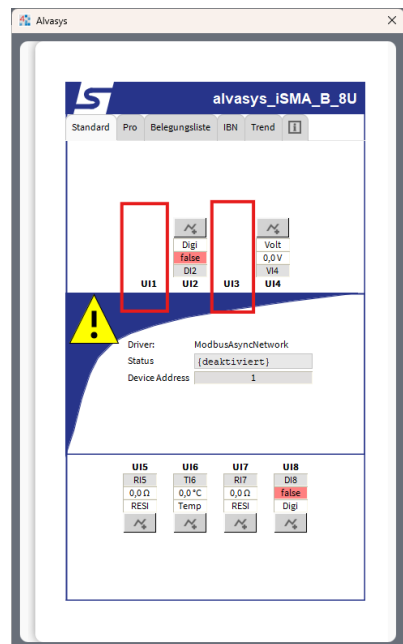 Alvasys
alvasys_iSMA_B_8U
Standard Pro Belegungsliste IBN Trend i
Digi Volt
false 0,0 V
DI2 VI4
UI1 UI2 UI3 UI4
Driver: ModbusAsyncNetwork
Status {deaktiviert}
Device Address 1
UI5 UI6 UI7 UI8
RI5 TI6 RI7 DI8
0,0 Ω 0,0 °C 0,0 Ω false
RESI Temp RESI Digi